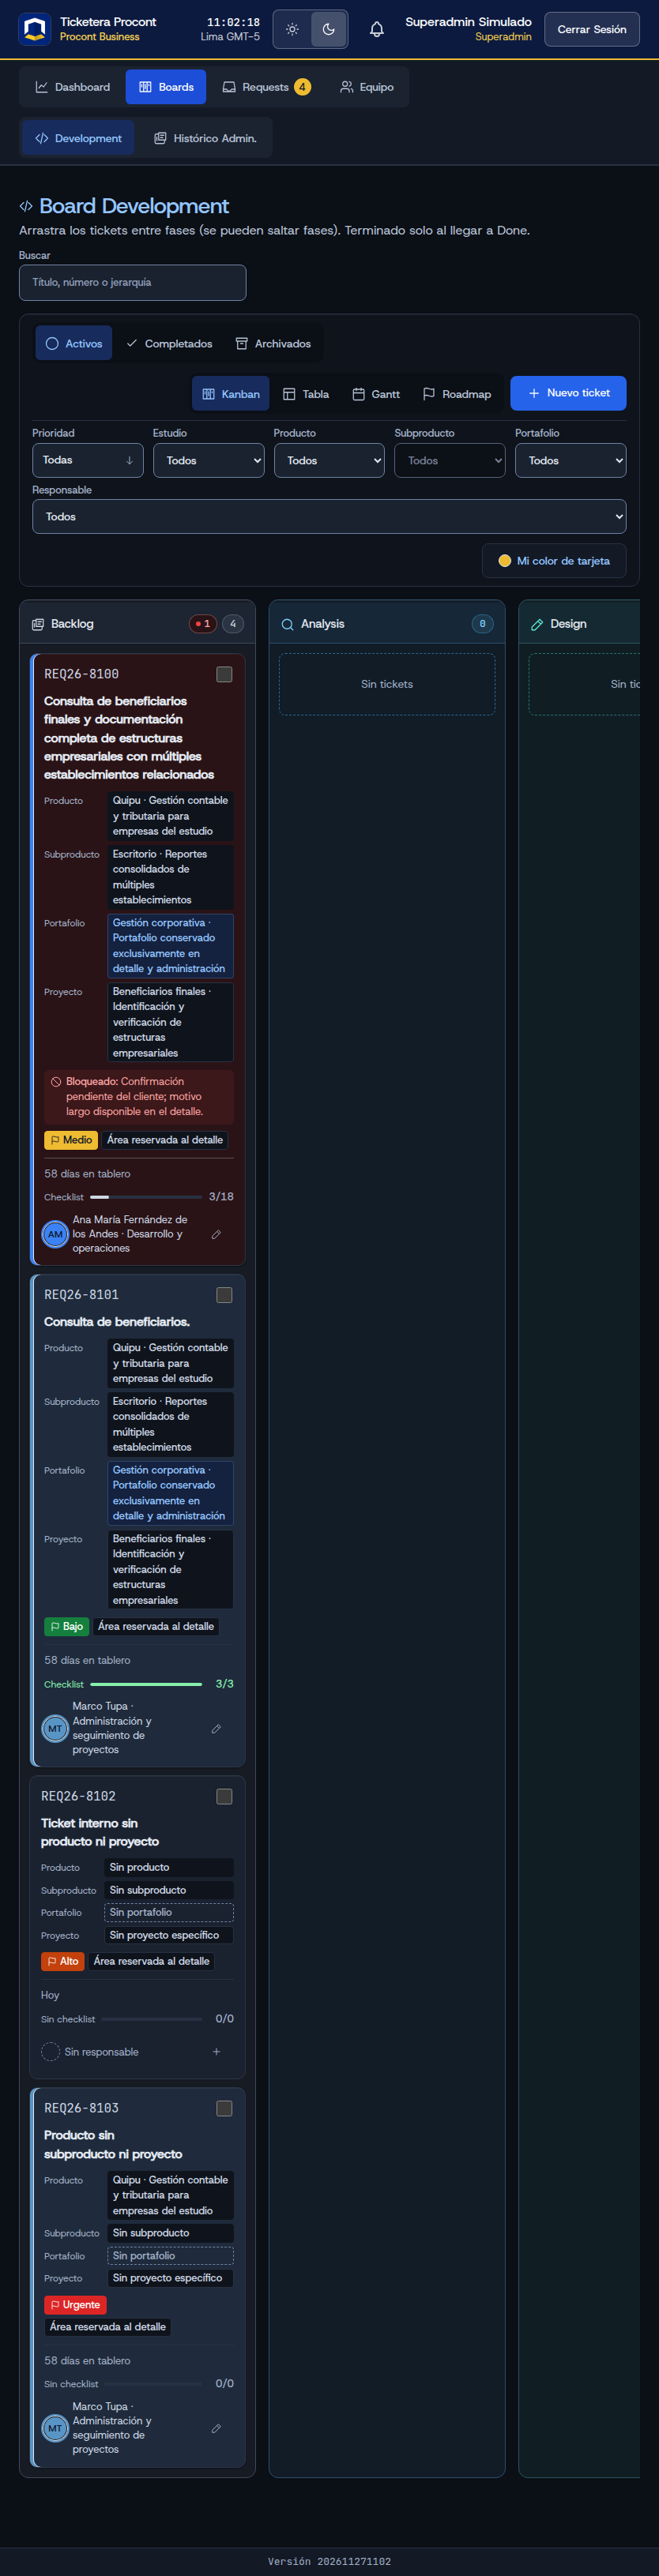 Ticketera Procont
Procont Business
11:02:18
Lima GMT-5
Superadmin Simulado
Superadmin
Cerrar Sesión
Dashboard
Boards
Requests 4
Equipo
Development
Histórico Admin.
Board Development
Arrastra los tickets entre fases (se pueden saltar fases). Terminado solo al llegar a Done.
Buscar
Título, número o jerarquía
Activos
Completados
Archivados
Kanban
Tabla
Gantt
Roadmap
Nuevo ticket
Prioridad
Estudio
Producto
Subproducto
Portafolio
Todas
Todos
Todos
Todos
Todos
Responsable
Todos
Mi color de tarjeta
Backlog
1
4
Analysis
0
Design
Sin tickets
Sin tic
REQ26-8100
Consulta de beneficiarios
finales y documentación
completa de estructuras
empresariales con múltiples
establecimientos relacionados
Producto
Quipu · Gestión contable
y tributaria para
empresas del estudio
Subproducto
Escritorio · Reportes
consolidados de
múltiples
establecimientos
Portafolio
Gestión corporativa ·
Portafolio conservado
exclusivamente en
detalle y administración
Proyecto
Beneficiarios finales ·
Identificación y
verificación de
estructuras
empresariales
Bloqueado: Confirmación
pendiente del cliente; motivo
largo disponible en el detalle.
Medio
Área reservada al detalle
58 días en tablero
Checklist
3/18
AM
Ana María Fernández de
los Andes · Desarrollo y
operaciones
REQ26-8101
Consulta de beneficiarios.
Producto
Quipu · Gestión contable
y tributaria para
empresas del estudio
Subproducto
Escritorio · Reportes
consolidados de
múltiples
establecimientos
Portafolio
Gestión corporativa ·
Portafolio conservado
exclusivamente en
detalle y administración
Proyecto
Beneficiarios finales ·
Identificación y
verificación de
estructuras
empresariales
Bajo
Área reservada al detalle
58 días en tablero
Checklist
3/3
MT
Marco Tupa ·
Administración y
seguimiento de
proyectos
REQ26-8102
Ticket interno sin
producto ni proyecto
Producto
Sin producto
Subproducto
Sin subproducto
Portafolio
Sin portafolio
Proyecto
Sin proyecto específico
Alto
Área reservada al detalle
Hoy
Sin checklist
0/0
Sin responsable
REQ26-8103
Producto sin
subproducto ni proyecto
Producto
Quipu · Gestión contable
y tributaria para
empresas del estudio
Subproducto
Sin subproducto
Portafolio
Sin portafolio
Proyecto
Sin proyecto específico
Urgente
Área reservada al detalle
58 días en tablero
Sin checklist
0/0
MT
Marco Tupa ·
Administración y
seguimiento de
proyectos
Versión 202611271102